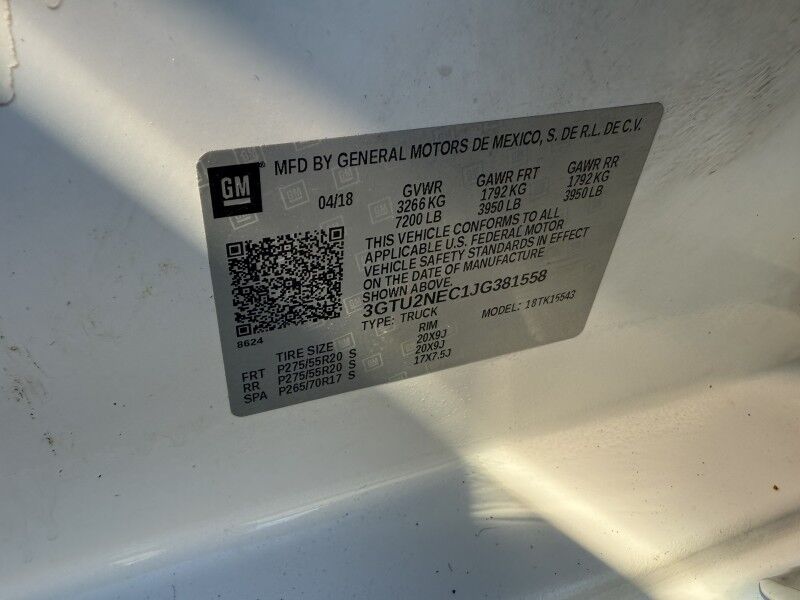 GM
MFD BY GENERAL MOTORS DE MEXICO, S. DE R.L. DE C.V.
04/18 GVWR GAWR FRT GAWR RR
3266 KG 1792 KG 1792 KG
7200 LB 3950 LB 3950 LB
THIS VEHICLE CONFORMS TO ALL
APPLICABLE U.S. FEDERAL MOTOR
VEHICLE SAFETY STANDARDS IN EFFECT
ON THE DATE OF MANUFACTURE
SHOWN ABOVE.
3GTU2NEC1JG381558
TYPE: TRUCK MODEL: 18TK15543
8624
TIRE SIZE RIM
FRT P275/55R20 S 20X9J
RR P275/55R20 S 20X9J
SPA P265/70R17 S 17X7.5J